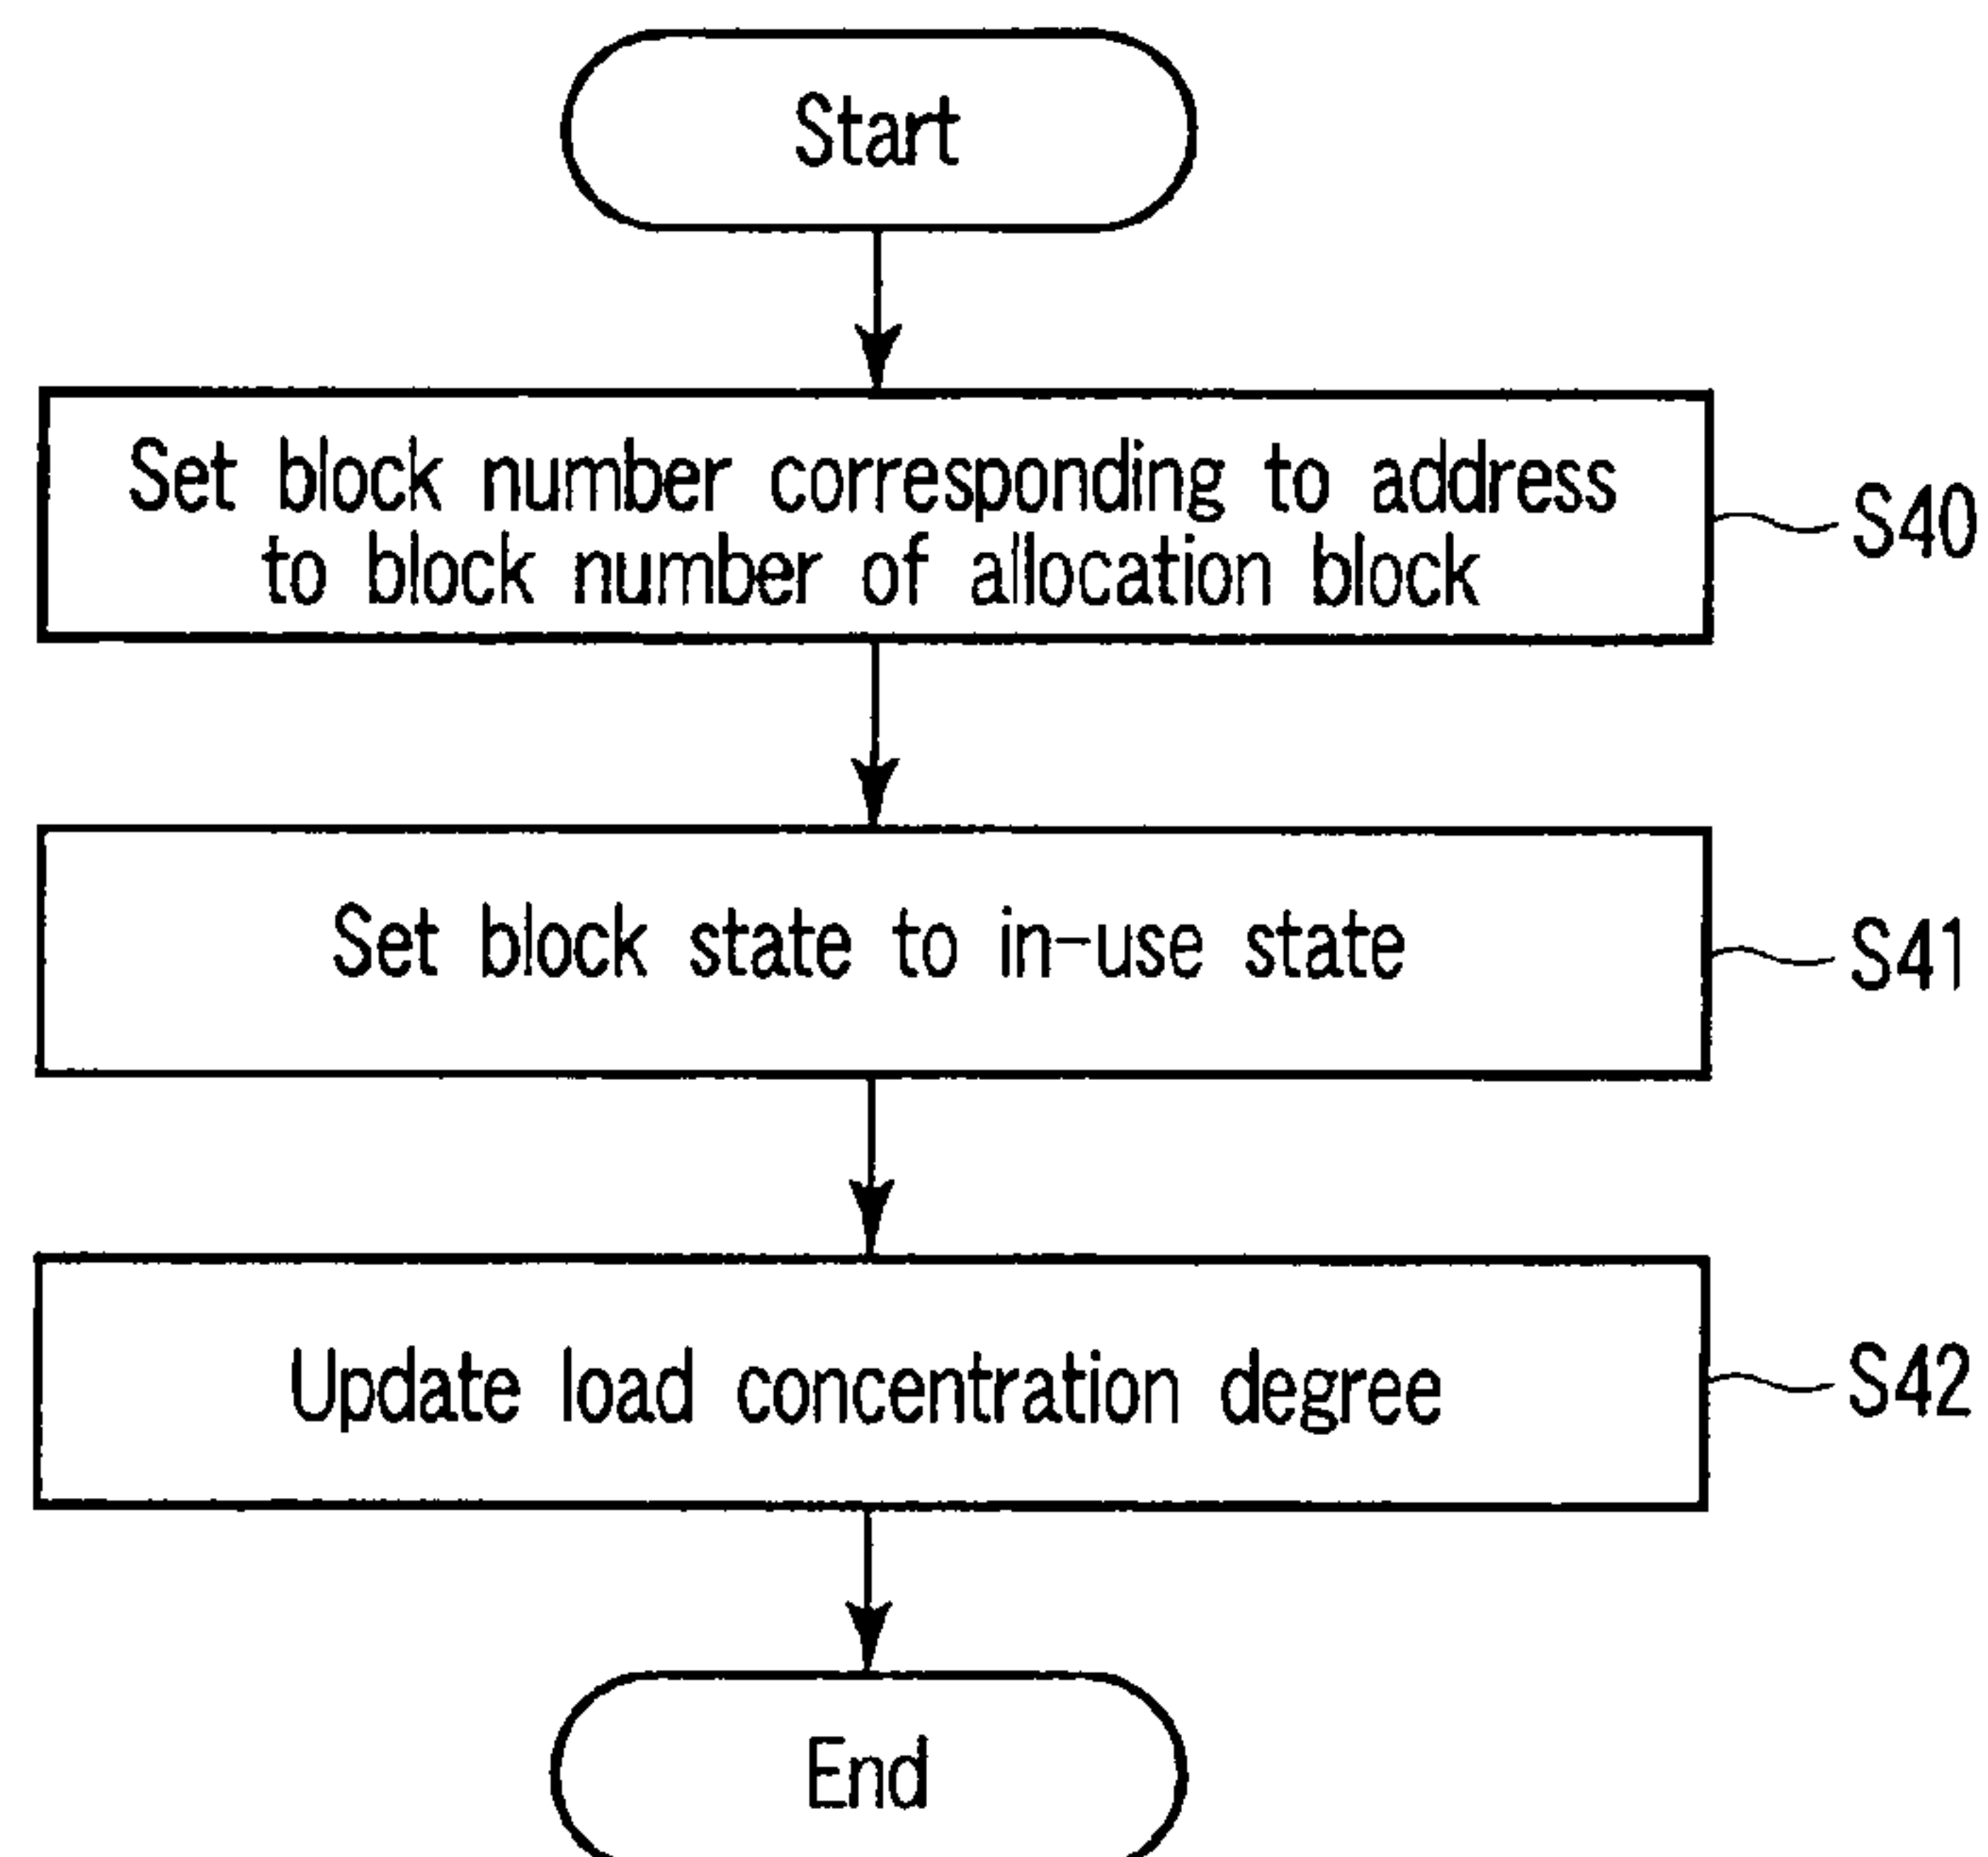 Start
Set block number corresponding to address
to block number of allocation block
S40
Set block state to in-use state
S41
Update load concentration degree
S42
End